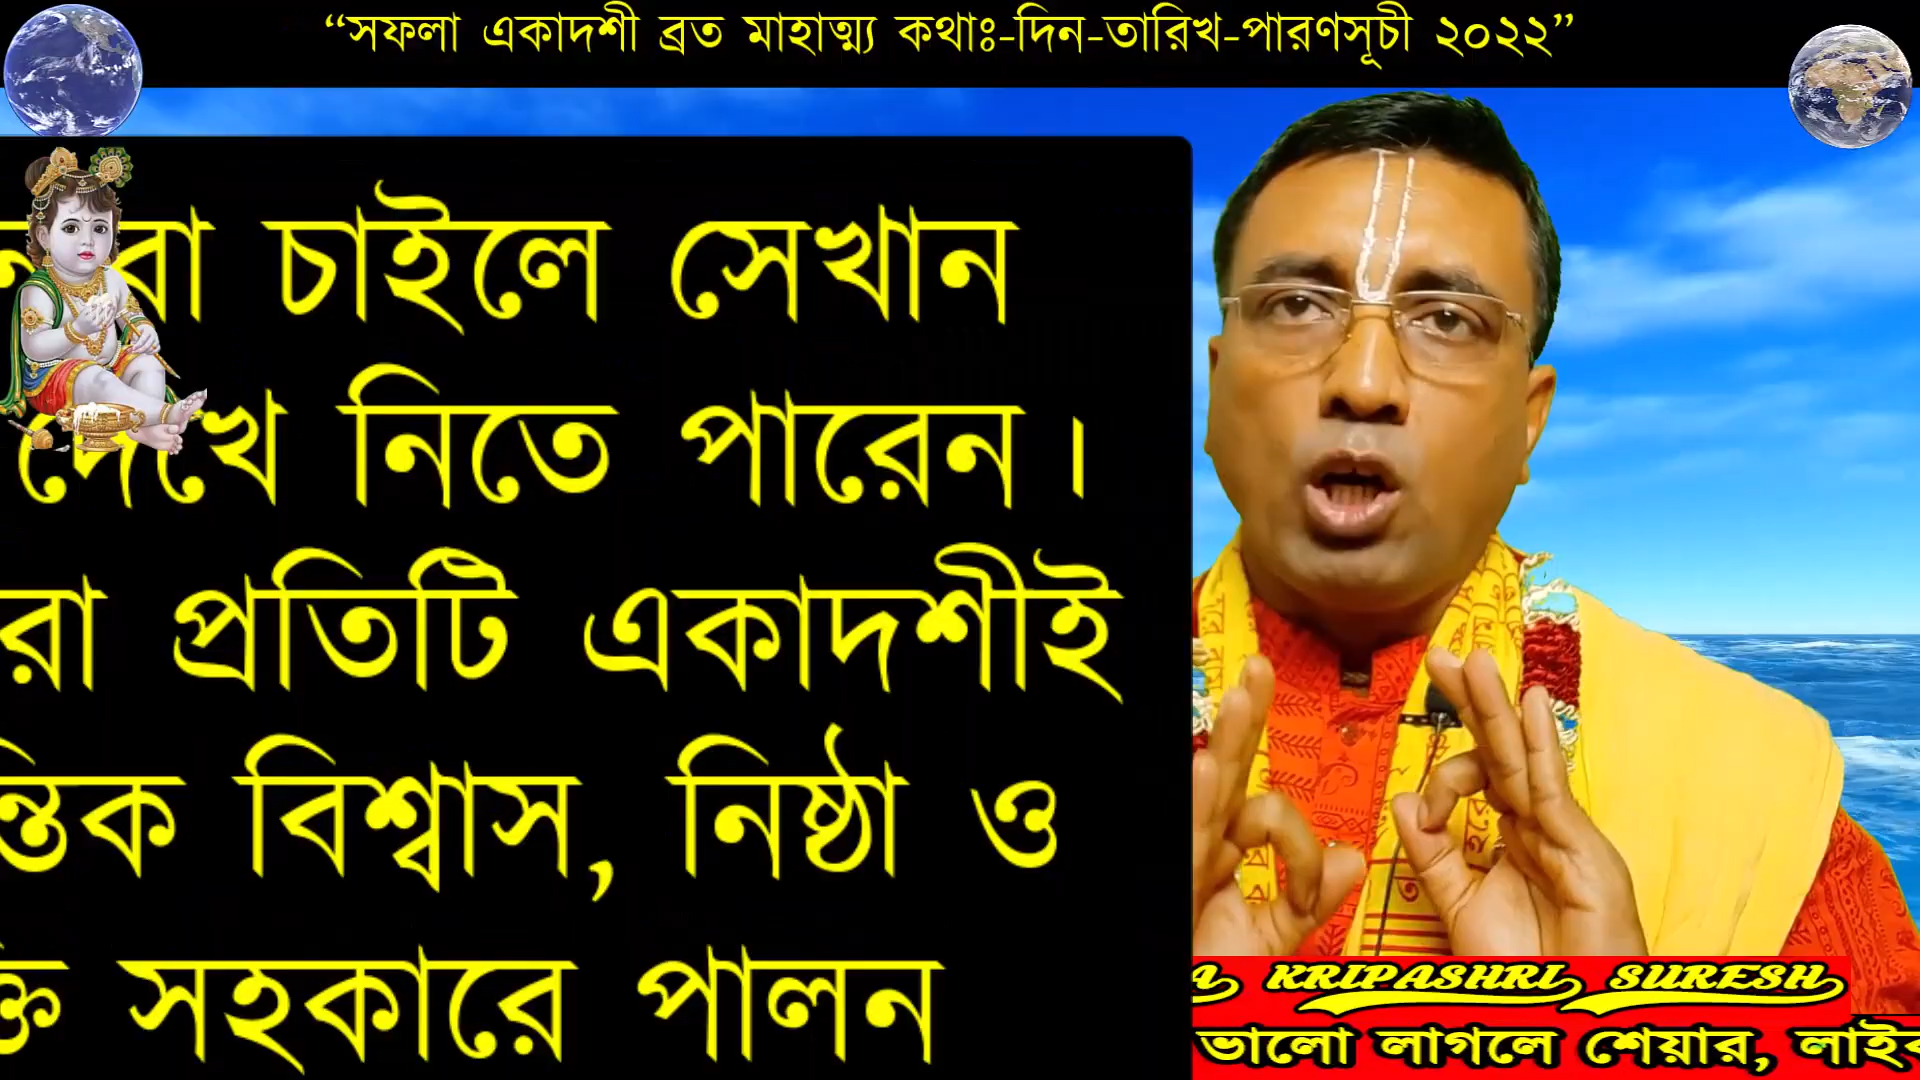 “সফলা একাদশী ব্রত মাহাত্ম্য কথাঃ-দিন-তারিখ-পারণসূচী ২০২২”
চাইলে সেখান
দেখে নিতে পারেন।
প্রতিটি একাদশীই
বিশ্বাস, নিষ্ঠা ও
সহকারে পালন
KRIPASHRI SURESH
ভালো লাগলে শেয়ার,